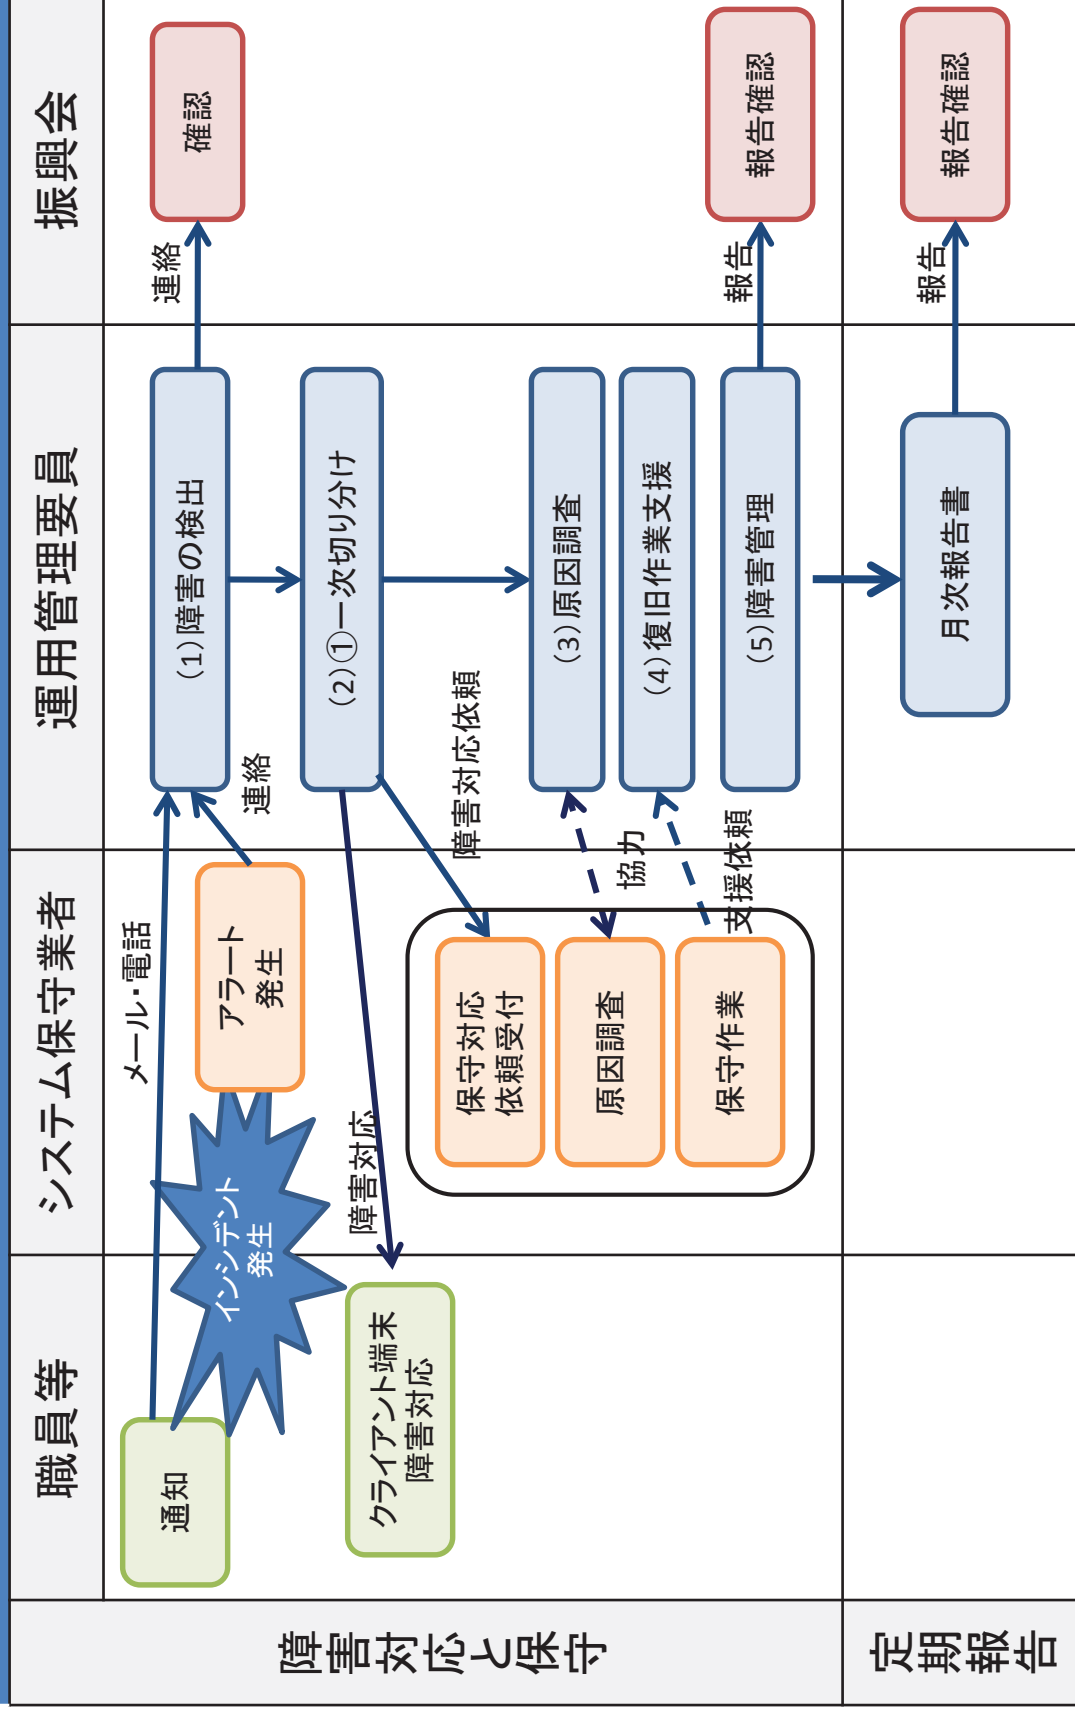 職員等
システム保守業者
運用管理要員
振興会
障害対応と保守
通知
メール・電話
インシデント
発生
アラート
発生
連絡
(1)障害の検出
連絡
確認
(2)①一次切り分け
障害対応
クライアント端末
障害対応
障害対応依頼
保守対応
依頼受付
原因調査
保守作業
協力
支援依頼
(3)原因調査
(4)復旧作業支援
(5)障害管理
報告
報告確認
定期報告
月次報告書
報告
報告確認